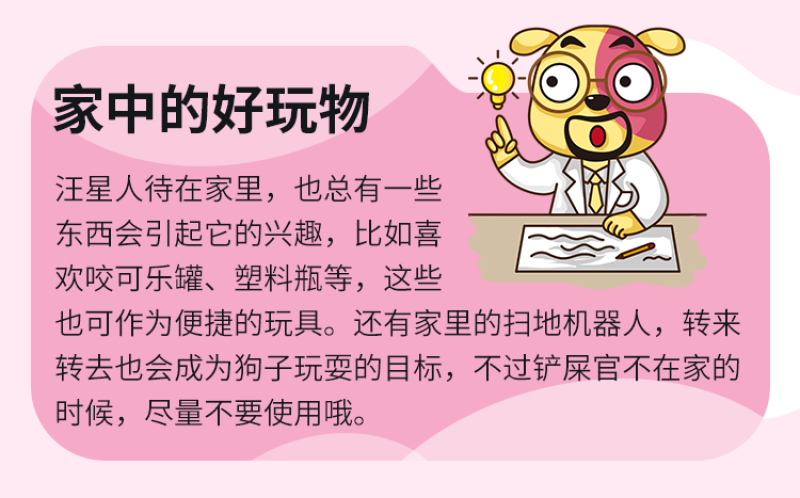 家中的好玩物
汪星人待在家里，也总有一些
东西会引起它的兴趣，比如喜
欢咬可乐罐、塑料瓶等，这些
也可作为便捷的玩具。还有家里的扫地机器人，转来
转去也会成为狗子玩耍的目标，不过铲屎官不在家的
时候，尽量不要使用哦。